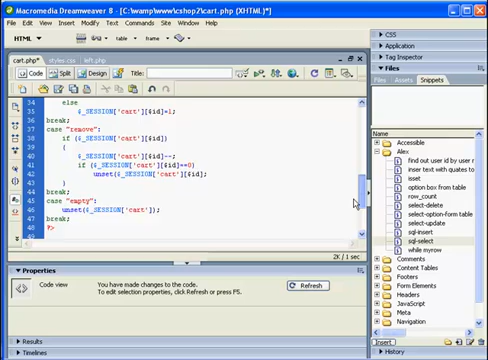 Macromedia Dreamweaver 8 - [C:\wamp\www\cshop2\cart.php (XHTML)*]
File Edit View Insert Modify Text Commands Site Window Help
HTML
cart.php* styles.css left.php
Code Split Design Title:
34 else
35 $_SESSION['cart'][$id]=1;
36 break;
37 case "remove":
38 if ($_SESSION['cart'][$id])
39 {
40 $_SESSION['cart'][$id]--;
41 if ($_SESSION['cart'][$id]==0)
42 unset($_SESSION['cart'][$id]);
43 }
44 break;
45 case "empty":
46 unset($_SESSION['cart']);
47 break;
48 ?>
49
2K / 1 sec
Properties
Code view
You have made changes to the code.
To edit selection properties, click Refresh or press F5.
Refresh
Results
Timelines
CSS
Application
Tag Inspector
Files
Files Assets Snippets
Name
Accessible
Alex
find out user id by user n
inser text with quates to
isset
option box from table
row_count
select-delete
select-option-form table
select-update
sql-insert
sql-select
while myrow
Comments
Content Tables
Footers
Form Elements
Headers
JavaScript
Meta
Navigation
Insert
History